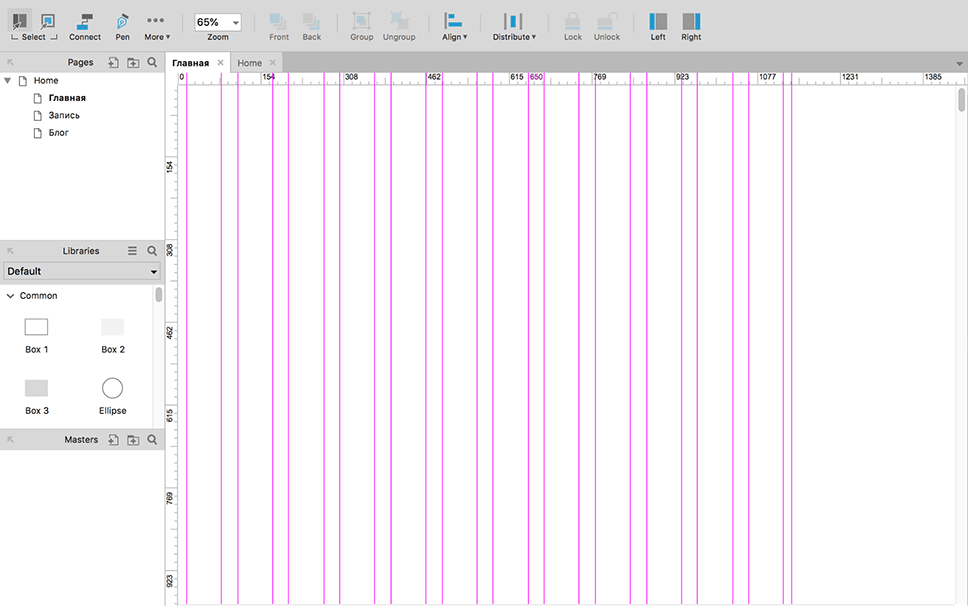 Select Connect Pen More▾ 65% Zoom Front Back Group Ungroup Align▾ Distribute▾ Lock Unlock Left Right
Pages
Главная Home
0 154 308 462 615 650 769 923 1077 1231 1385
Home
Главная
Запись
Блог
154
308
462
615
769
923
Libraries
Default
Common
Box 1 Box 2
Box 3 Ellipse
Masters